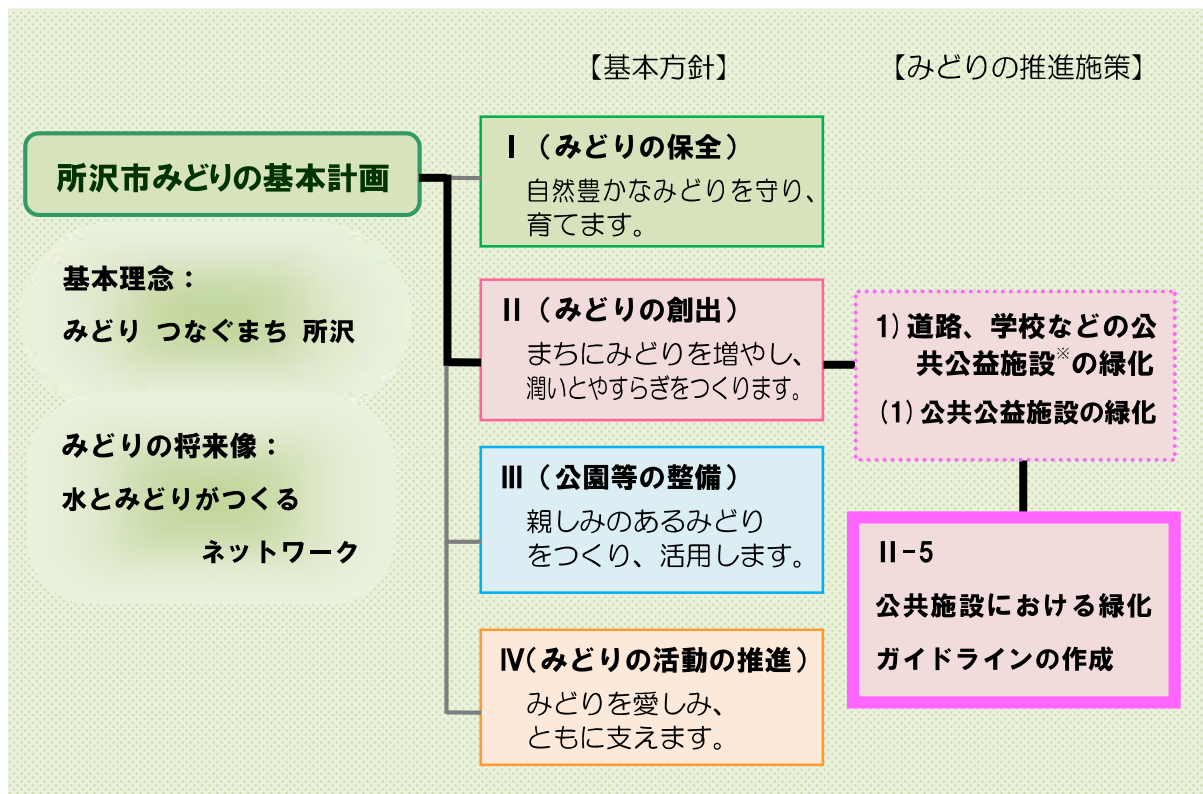 【基本方針】
【みどりの推進施策】
所沢市みどりの基本計画
基本理念：
みどり つなぐまち 所沢
みどりの将来像：
水とみどりがつくる
ネットワーク
Ⅰ（みどりの保全）
自然豊かなみどりを守り、
育てます。
Ⅱ（みどりの創出）
まちにみどりを増やし、
潤いとやすらぎをつくります。
Ⅲ（公園等の整備）
親しみのあるみどり
をつくり、活用します。
Ⅳ（みどりの活動の推進）
みどりを愛しみ、
ともに支えます。
1) 道路、学校などの公
共公益施設※の緑化
(1) 公共公益施設の緑化
Ⅱ-5
公共施設における緑化
ガイドラインの作成